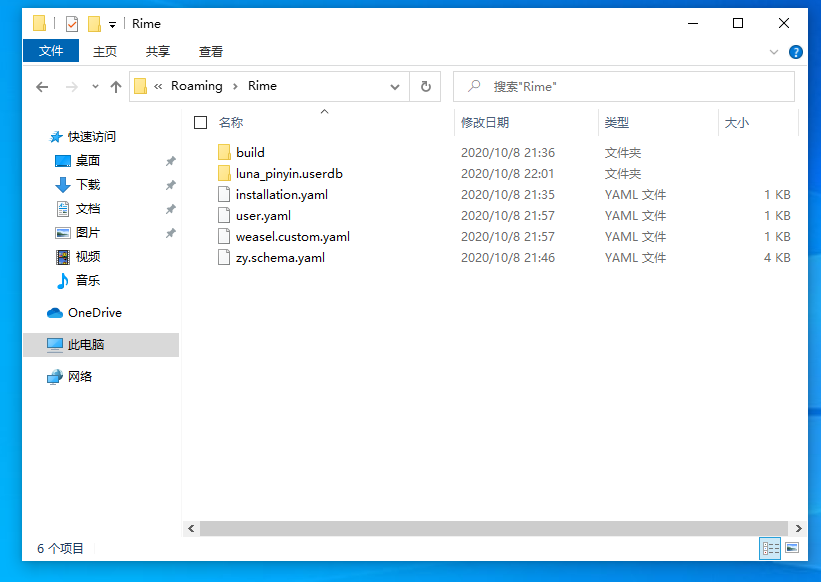 Rime
文件 主页 共享 查看
« Roaming › Rime 搜索"Rime"
名称 修改日期 类型 大小
快速访问
桌面
下载
文档
图片
视频
音乐
OneDrive
此电脑
网络
build 2020/10/8 21:36 文件夹
luna_pinyin.userdb 2020/10/8 22:01 文件夹
installation.yaml 2020/10/8 21:35 YAML 文件 1 KB
user.yaml 2020/10/8 21:57 YAML 文件 1 KB
weasel.custom.yaml 2020/10/8 21:57 YAML 文件 1 KB
zy.schema.yaml 2020/10/8 21:46 YAML 文件 4 KB
6 个项目